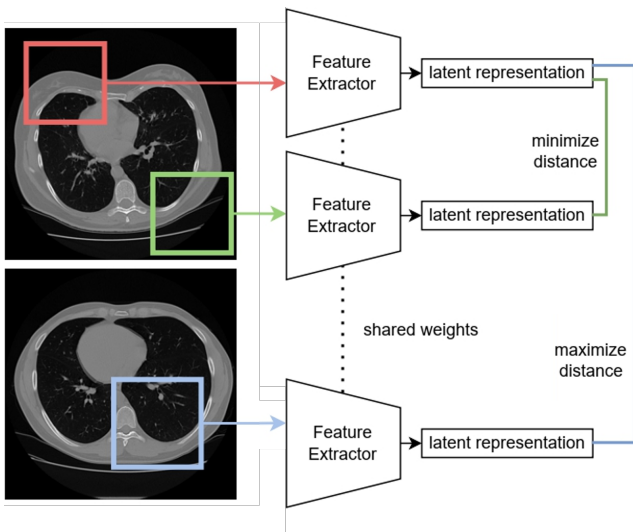 Feature
Extractor
latent representation
minimize
distance
Feature
Extractor
latent representation
shared weights
maximize
distance
Feature
Extractor
latent representation